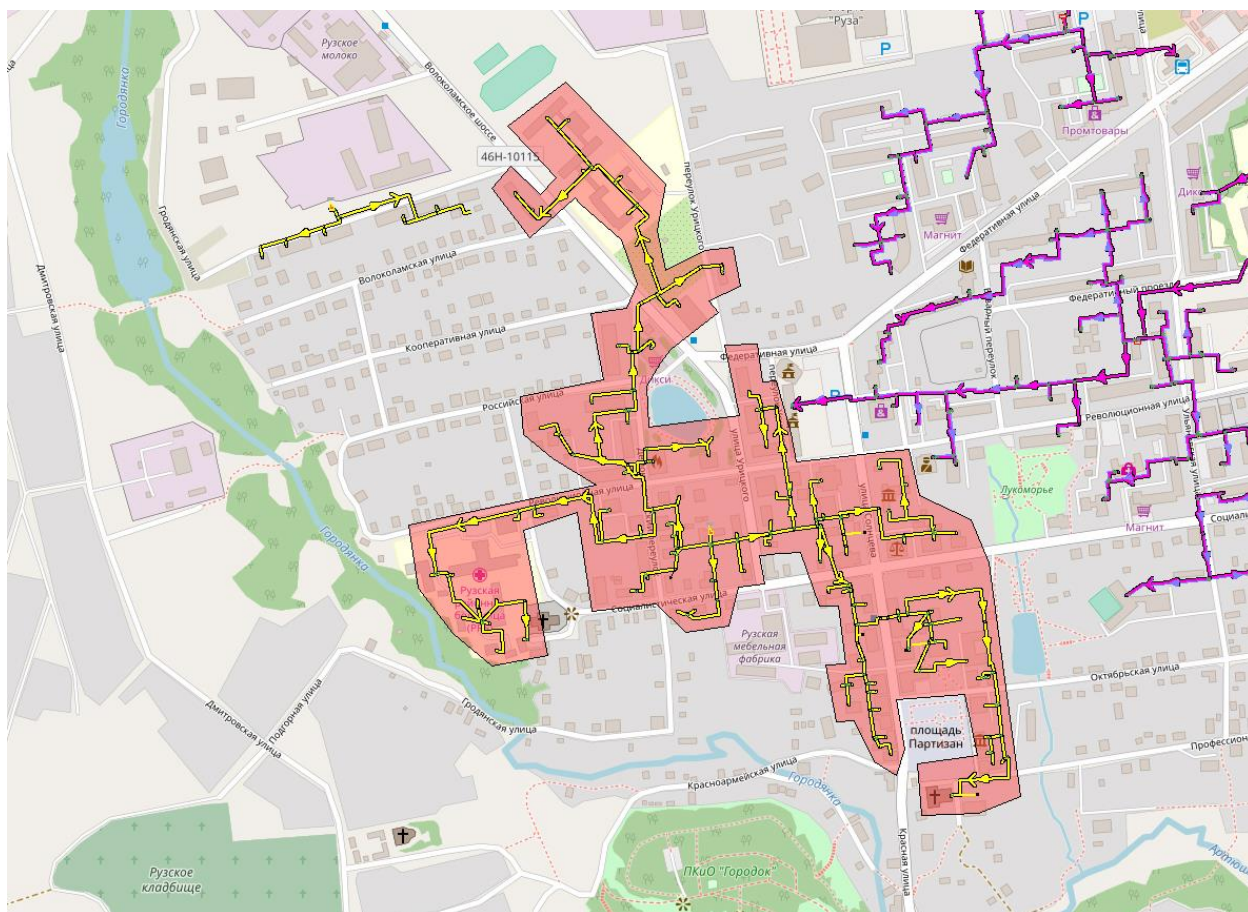 "Руза"
Рузское
молоко
Городянка
Волоколамское шоссе
46Н-10115
Промтовары
переулок Урицкого
Гродянская улица
Дикси
Магнит
Федеративная улица
Дмитровская улица
Волоколамская улица
Федеративный проезд
Кооперативная улица
Федеративная улица
Российская улица
Революционная улица
улица Урицкого
Лукоморье
Магнит
Городянка
Рузская
Социалистическая улица
Рузская
мебельная
фабрика
Октябрьская улица
Подгорная улица
Дмитровская улица
Гродянская улица
площадь
Партизан
Красноармейская улица
Городянка
Красная улица
Рузское
кладбище
ПКиО "Городок"